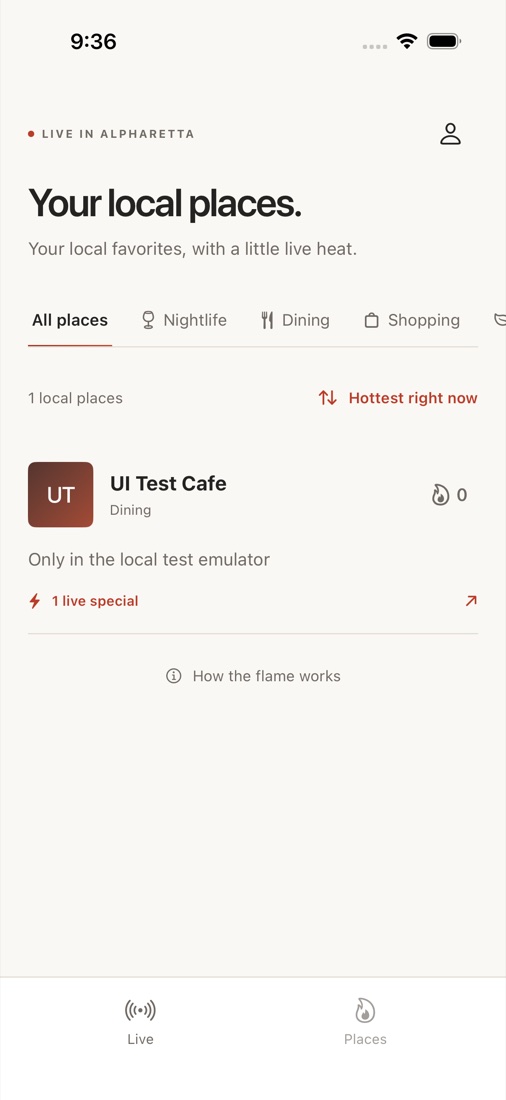 9:36
LIVE IN ALPHARETTA
Your local places.
Your local favorites, with a little live heat.
All places Nightlife Dining Shopping
1 local places Hottest right now
UT UI Test Cafe
Dining
0
Only in the local test emulator
1 live special
How the flame works
Live Places